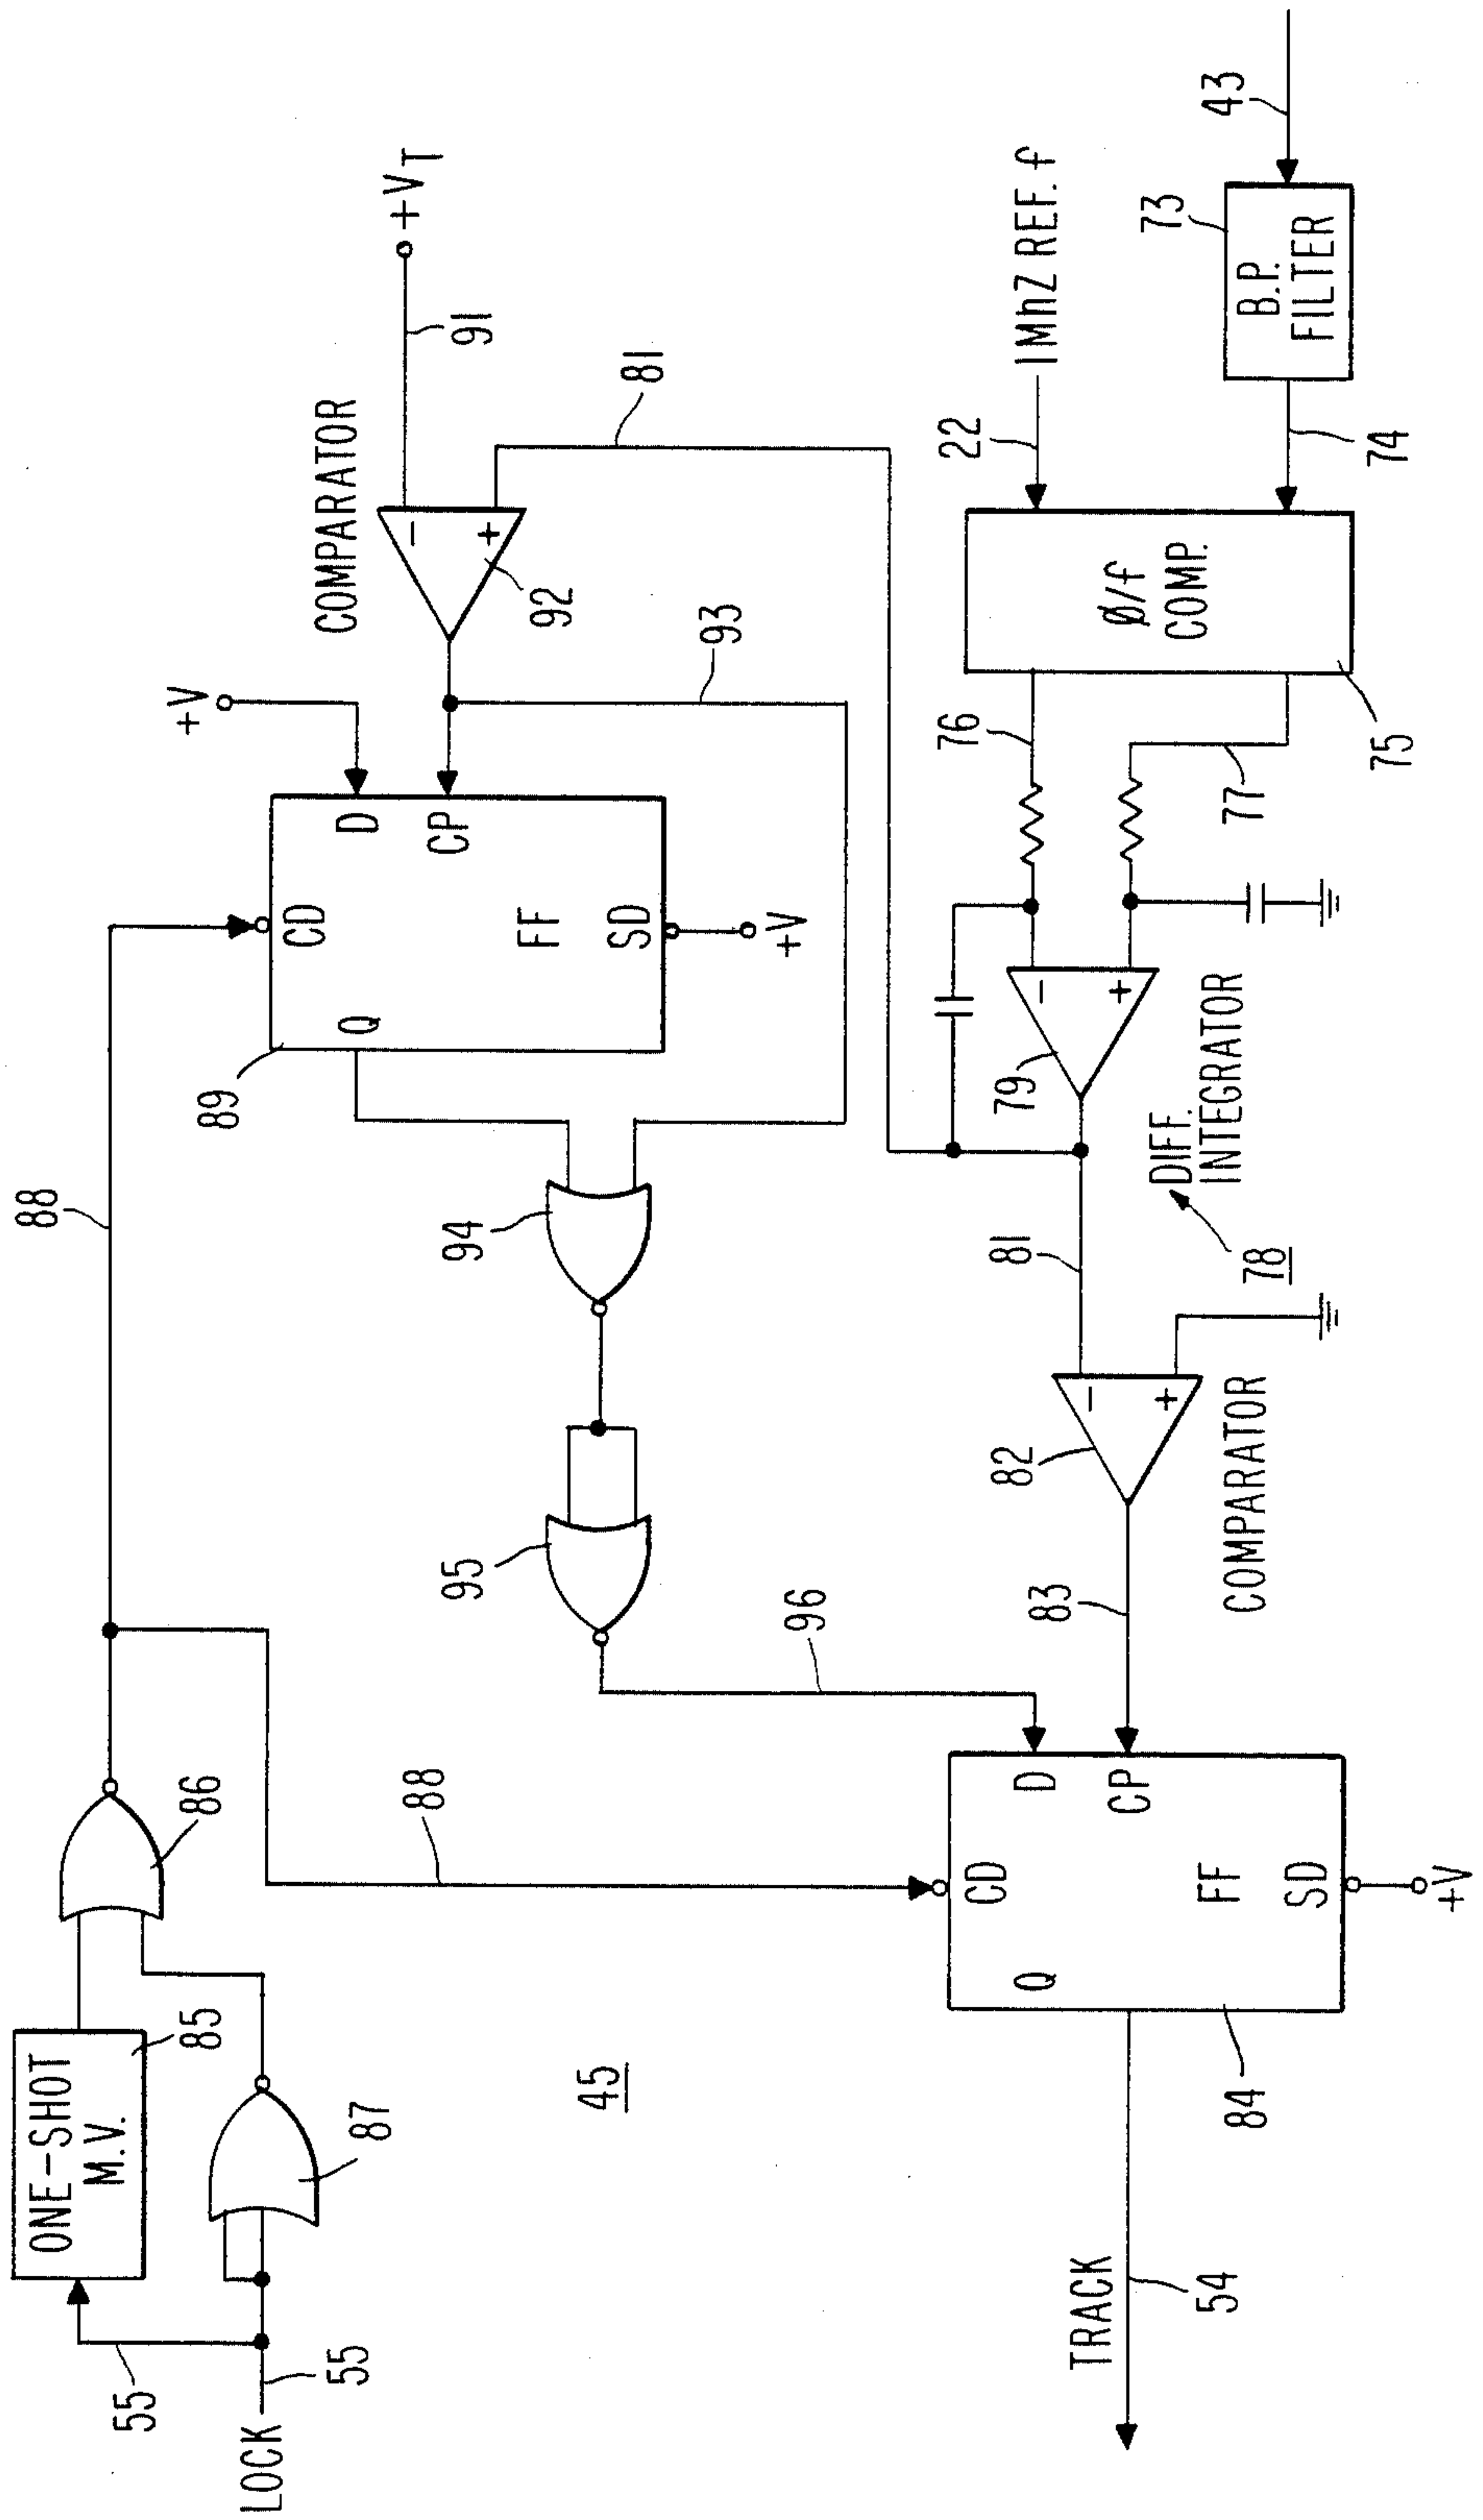 LOCK
55
55
ONE-SHOT
M.V.
85
87
86
88
88
89
Q
CD
D
CP
FF
SD
+V
+V
COMPARATOR
–
+
92
+VT
91
81
93
94
95
96
45
TRACK
54
84
Q
CD
D
CP
FF
SD
+V
83
82
–
+
COMPARATOR
81
78
DIFF.
INTEGRATOR
79
–
+
76
77
75
Ø/f
COMP.
22
1MHZ REF. f
74
73
B.P.
FILTER
43